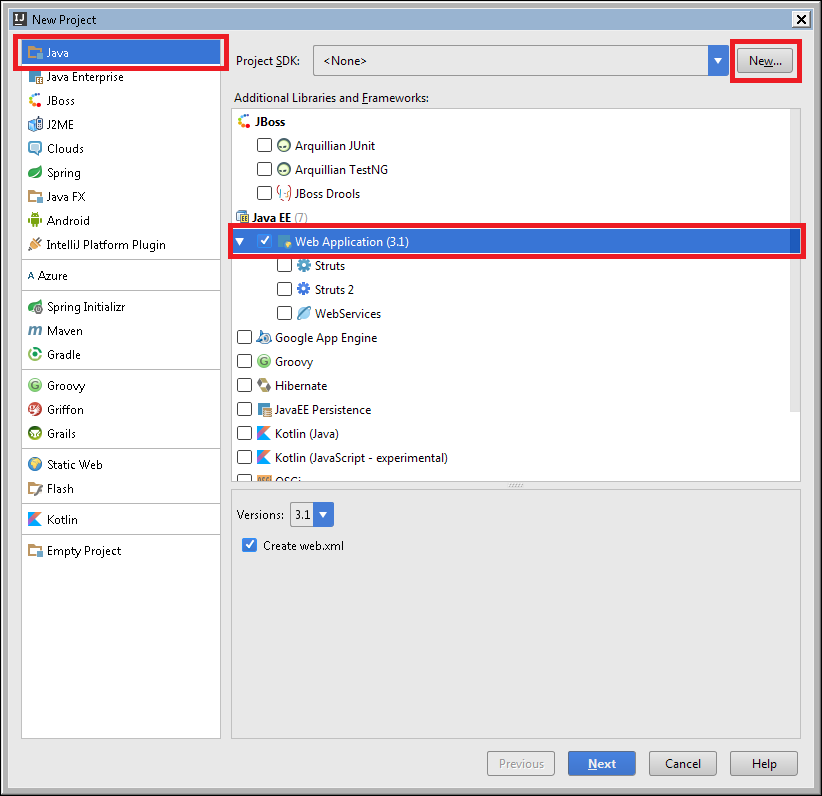 New Project
Java
Java Enterprise
JBoss
J2ME
Clouds
Spring
Java FX
Android
IntelliJ Platform Plugin
Azure
Spring Initializr
Maven
Gradle
Groovy
Griffon
Grails
Static Web
Flash
Kotlin
Empty Project
Project SDK: <None> New...
Additional Libraries and Frameworks:
JBoss
Arquillian JUnit
Arquillian TestNG
JBoss Drools
Java EE (7)
Web Application (3.1)
Struts
Struts 2
WebServices
Google App Engine
Groovy
Hibernate
JavaEE Persistence
Kotlin (Java)
Kotlin (JavaScript - experimental)
OSGi
Versions: 3.1
Create web.xml
Previous Next Cancel Help